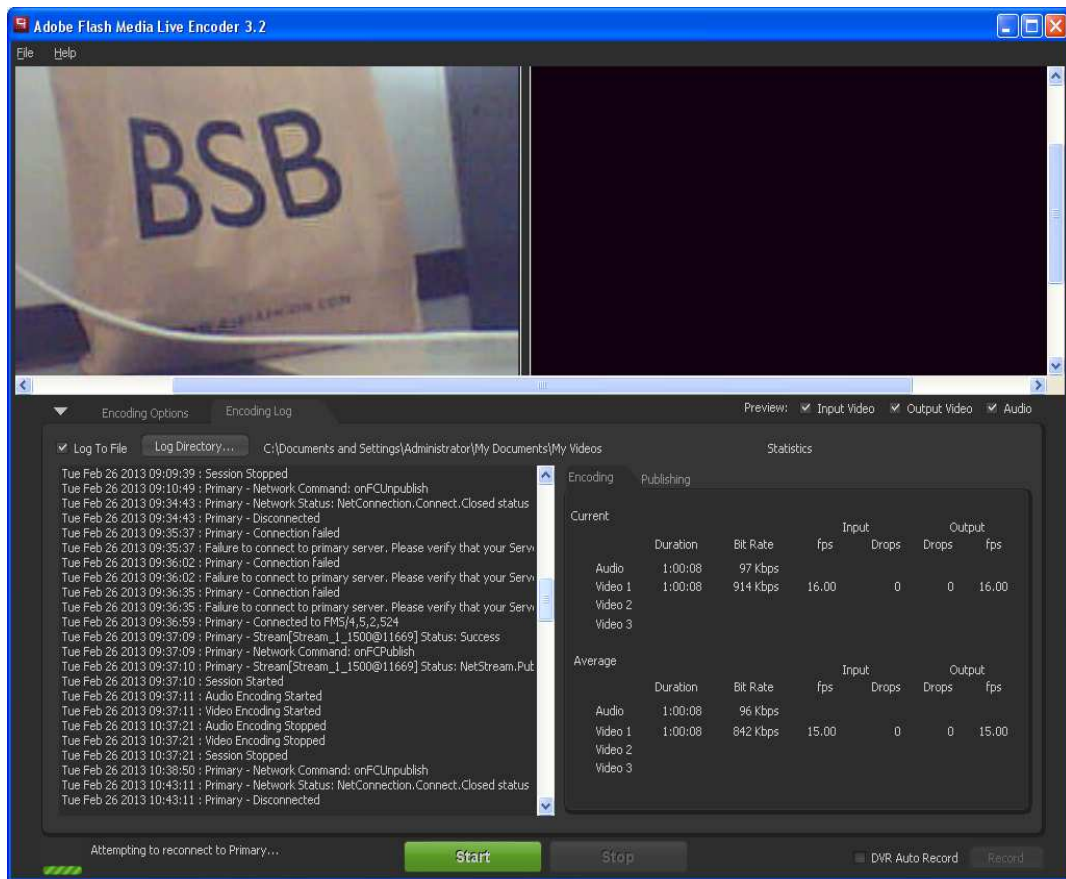 Adobe Flash Media Live Encoder 3.2
File Help
BSB
Encoding Options Encoding Log Preview: Input Video Output Video Audio
Log To File Log Directory... C:\Documents and Settings\Administrator\My Documents\My Videos Statistics
Tue Feb 26 2013 09:09:39 : Session Stopped
Tue Feb 26 2013 09:10:49 : Primary - Network Command: onFCUnpublish
Tue Feb 26 2013 09:34:43 : Primary - Network Status: NetConnection.Connect.Closed status
Tue Feb 26 2013 09:34:43 : Primary - Disconnected
Tue Feb 26 2013 09:35:37 : Primary - Connection failed
Tue Feb 26 2013 09:35:37 : Failure to connect to primary server. Please verify that your Serv
Tue Feb 26 2013 09:36:02 : Primary - Connection failed
Tue Feb 26 2013 09:36:02 : Failure to connect to primary server. Please verify that your Serv
Tue Feb 26 2013 09:36:35 : Primary - Connection failed
Tue Feb 26 2013 09:36:35 : Failure to connect to primary server. Please verify that your Serv
Tue Feb 26 2013 09:36:59 : Primary - Connected to FMS/4,5,2,524
Tue Feb 26 2013 09:37:09 : Primary - Stream[Stream_1_1500@11669] Status: Success
Tue Feb 26 2013 09:37:09 : Primary - Network Command: onFCPublish
Tue Feb 26 2013 09:37:10 : Primary - Stream[Stream_1_1500@11669] Status: NetStream.Pub
Tue Feb 26 2013 09:37:10 : Session Started
Tue Feb 26 2013 09:37:11 : Audio Encoding Started
Tue Feb 26 2013 09:37:11 : Video Encoding Started
Tue Feb 26 2013 10:37:21 : Audio Encoding Stopped
Tue Feb 26 2013 10:37:21 : Video Encoding Stopped
Tue Feb 26 2013 10:37:21 : Session Stopped
Tue Feb 26 2013 10:38:50 : Primary - Network Command: onFCUnpublish
Tue Feb 26 2013 10:43:11 : Primary - Network Status: NetConnection.Connect.Closed status
Tue Feb 26 2013 10:43:11 : Primary - Disconnected
Encoding Publishing
Current
Input Output
Duration Bit Rate fps Drops Drops fps
Audio 1:00:08 97 Kbps
Video 1 1:00:08 914 Kbps 16.00 0 0 16.00
Video 2
Video 3
Average
Input Output
Duration Bit Rate fps Drops Drops fps
Audio 1:00:08 96 Kbps
Video 1 1:00:08 842 Kbps 15.00 0 0 15.00
Video 2
Video 3
Attempting to reconnect to Primary... Start Stop DVR Auto Record Record